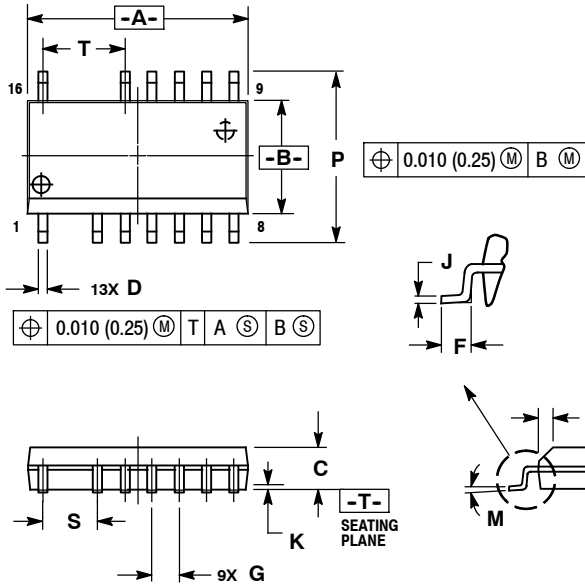 -A-
T
16
9
-B-
P
⌖ 0.010 (0.25) Ⓜ B Ⓜ
1
8
J
13X D
⌖ 0.010 (0.25) Ⓜ T A Ⓢ B Ⓢ
F
C
-T-
S
K
SEATING
PLANE
M
9X G